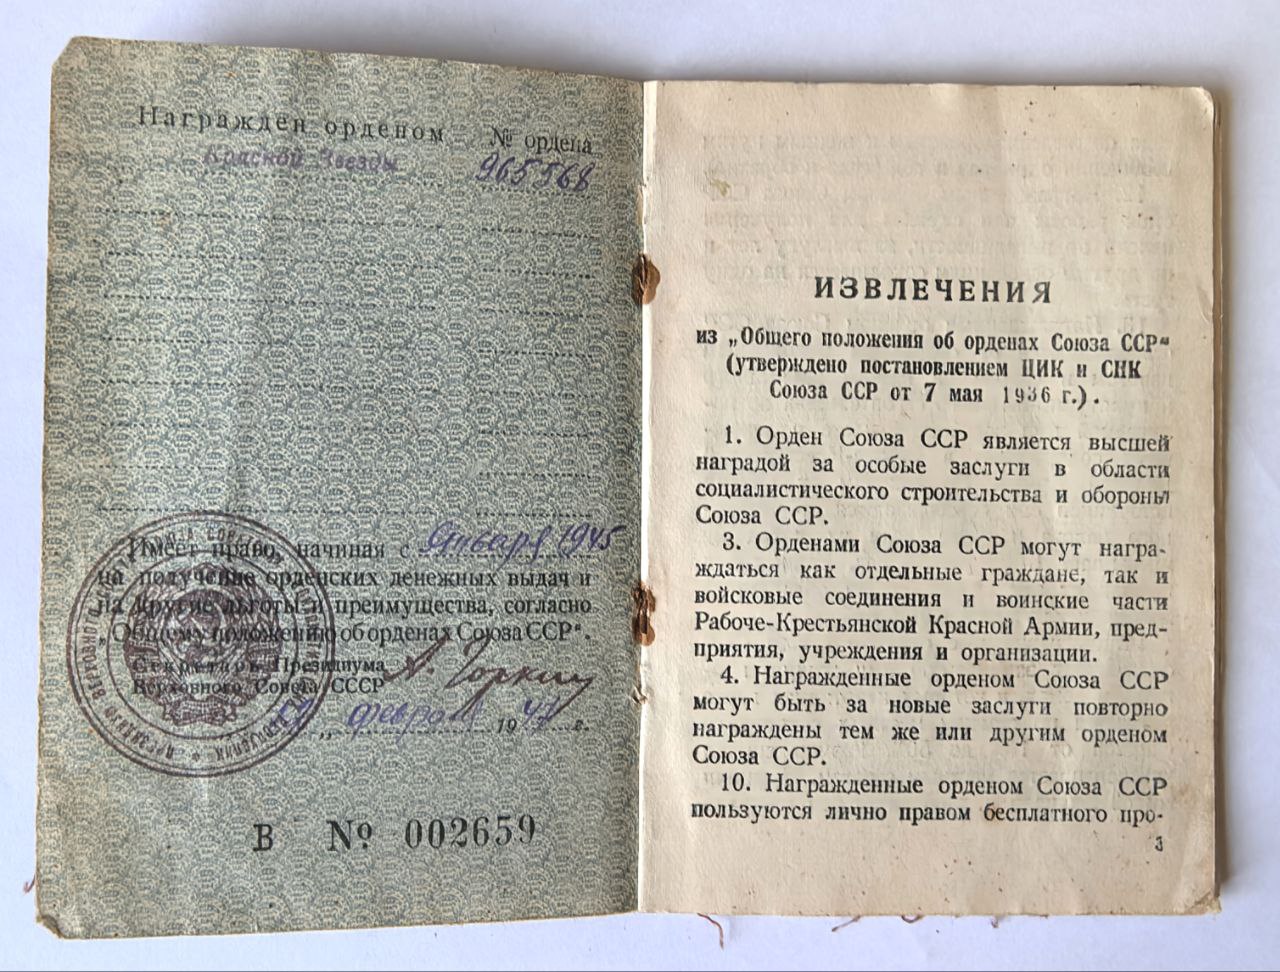 Награжден орденом № ордена
Красной Звезды 965568
Имеет право, начиная с января 1945
на получение орденских денежных выдач и
на другие льготы и преимущества, согласно
„Общему положению об орденах Союза ССР“.
Секретарь Президиума
Верховного Совета СССР А. Горкин
февраля 1947 г.
В № 002659
ИЗВЛЕЧЕНИЯ
из „Общего положения об орденах Союза ССР“
(утверждено постановлением ЦИК и СНК
Союза ССР от 7 мая 1936 г.).
1. Орден Союза ССР является высшей
наградой за особые заслуги в области
социалистического строительства и обороны
Союза ССР.
3. Орденами Союза ССР могут награ-
ждаться как отдельные граждане, так и
войсковые соединения и воинские части
Рабоче-Крестьянской Красной Армии, пред-
приятия, учреждения и организации.
4. Награжденные орденом Союза ССР
могут быть за новые заслуги повторно
награждены тем же или другим орденом
Союза ССР.
10. Награжденные орденом Союза ССР
пользуются лично правом бесплатного про-
3